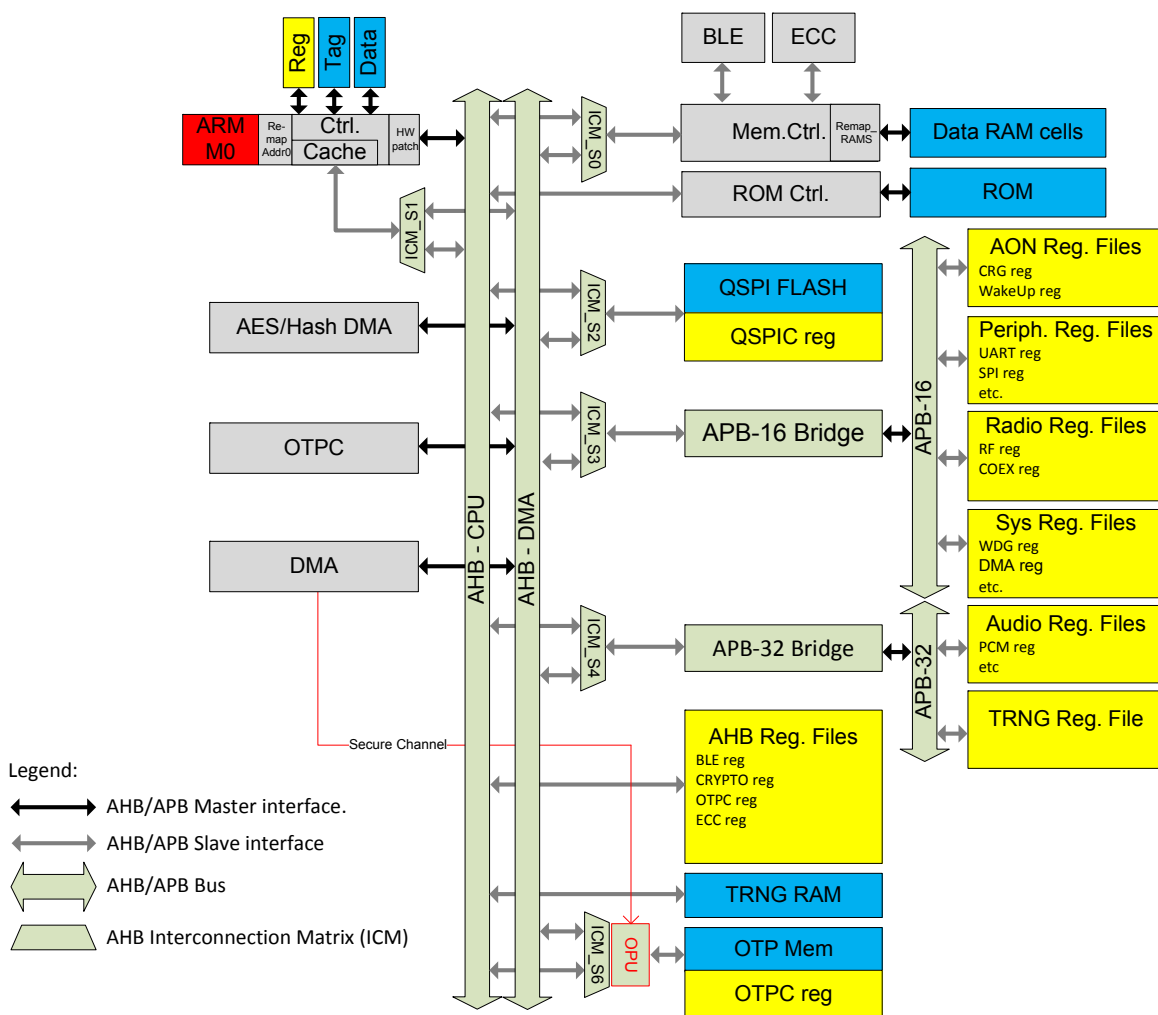 Reg
Tag
Data
BLE
ECC
ARM
M0
Re-
map
Addr0
Ctrl.
Cache
HW
patch
ICM_S0
Mem.Ctrl.
Remap_
RAMS
Data RAM cells
ROM Ctrl.
ROM
ICM_S1
AON Reg. Files
CRG reg
WakeUp reg
QSPI FLASH
QSPIC reg
ICM_S2
AES/Hash DMA
Periph. Reg. Files
UART reg
SPI reg
etc.
ICM_S3
OTPC
APB-16 Bridge
APB-16
Radio Reg. Files
RF reg
COEX reg
AHB - CPU
AHB - DMA
Sys Reg. Files
WDG reg
DMA reg
etc.
DMA
ICM_S4
APB-32 Bridge
APB-32
Audio Reg. Files
PCM reg
etc
TRNG Reg. File
Secure Channel
AHB Reg. Files
BLE reg
CRYPTO reg
OTPC reg
ECC reg
Legend:
AHB/APB Master interface.
AHB/APB Slave interface
AHB/APB Bus
AHB Interconnection Matrix (ICM)
TRNG RAM
ICM_S6
OPU
OTP Mem
OTPC reg